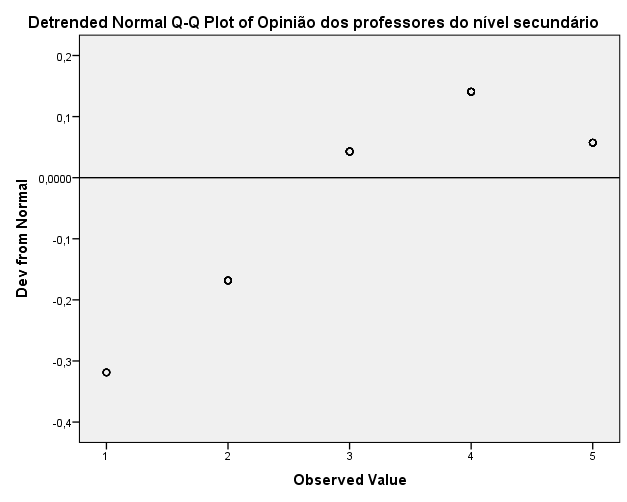 Detrended Normal Q-Q Plot of Opinião dos professores do nível secundário
0,2
0,1
0,0000
-0,1
-0,2
-0,3
-0,4
Dev from Normal
1 2 3 4 5
Observed Value